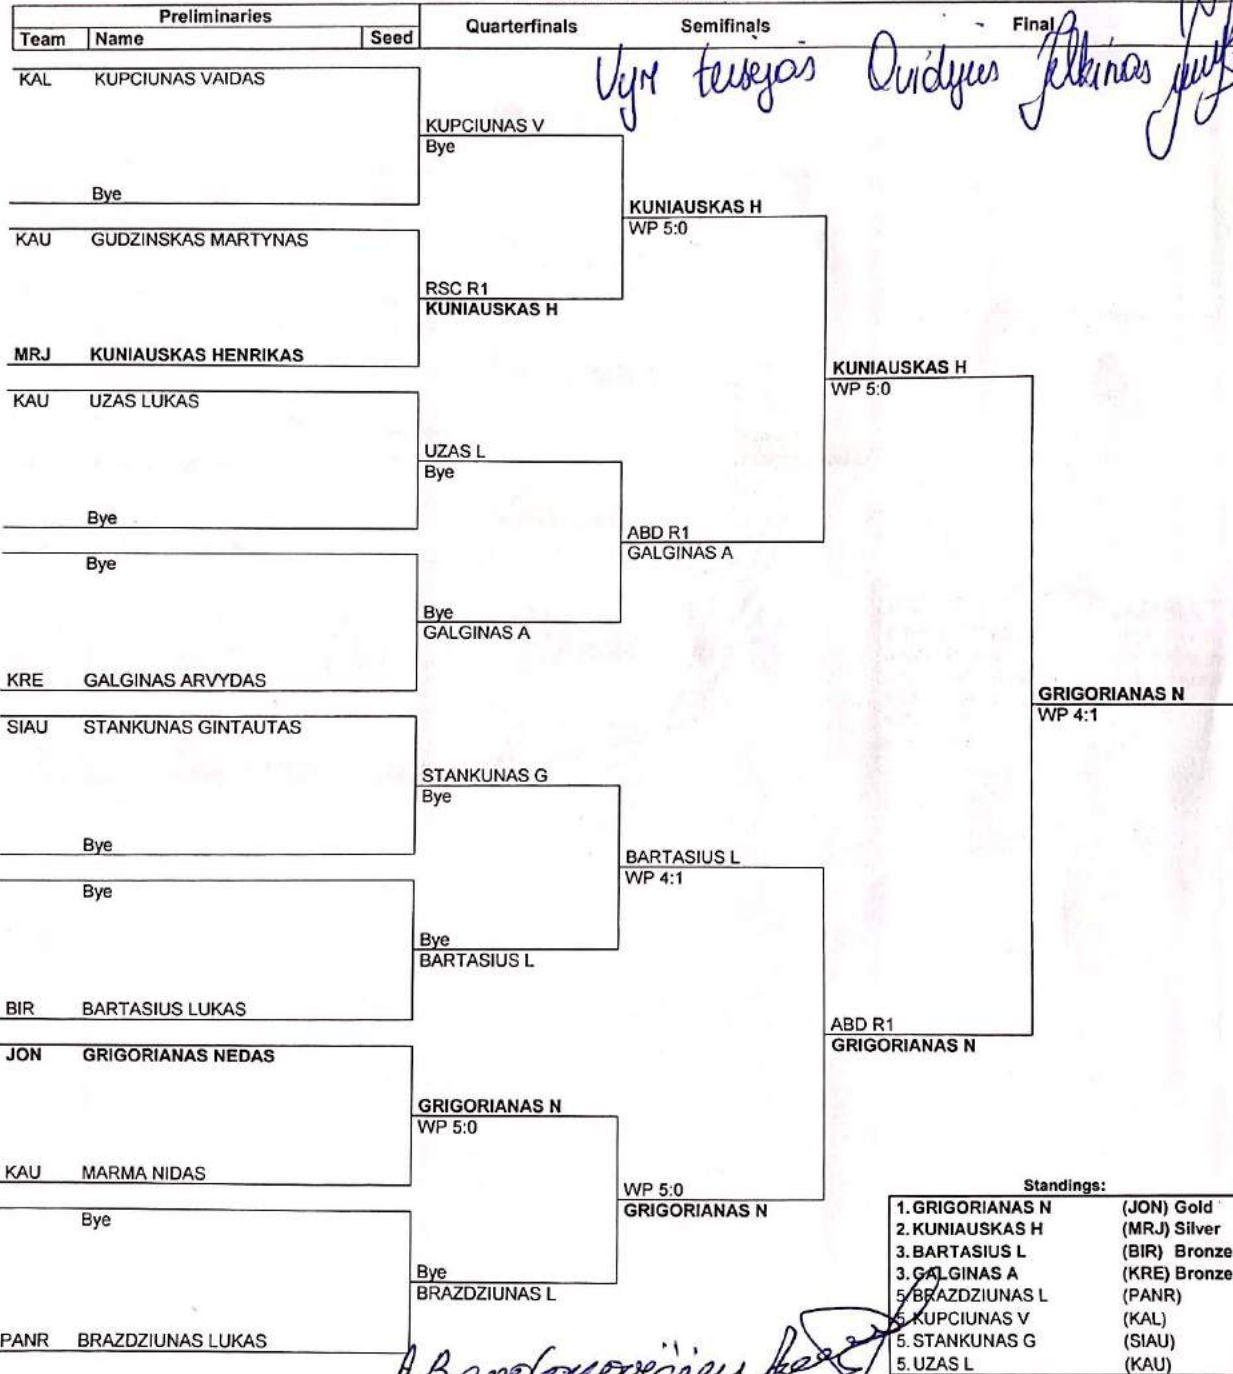 Preliminaries
Team Name Seed
Quarterfinals Semifinals Final
Vyr teisėjas Ovidijus Jelkinas
KAL KUPCIUNAS VAIDAS
KUPCIUNAS V
Bye
Bye
KUNIAUSKAS H
WP 5:0
KAU GUDZINSKAS MARTYNAS
RSC R1
KUNIAUSKAS H
MRJ KUNIAUSKAS HENRIKAS
KUNIAUSKAS H
WP 5:0
KAU UZAS LUKAS
UZAS L
Bye
Bye
ABD R1
GALGINAS A
Bye
Bye
GALGINAS A
KRE GALGINAS ARVYDAS
GRIGORIANAS N
WP 4:1
SIAU STANKUNAS GINTAUTAS
STANKUNAS G
Bye
Bye
BARTASIUS L
WP 4:1
Bye
Bye
BARTASIUS L
BIR BARTASIUS LUKAS
ABD R1
GRIGORIANAS N
JON GRIGORIANAS NEDAS
GRIGORIANAS N
WP 5:0
KAU MARMA NIDAS
WP 5:0
GRIGORIANAS N
Bye
Bye
BRAZDZIUNAS L
PANR BRAZDZIUNAS LUKAS
Standings:
1. GRIGORIANAS N (JON) Gold
2. KUNIAUSKAS H (MRJ) Silver
3. BARTASIUS L (BIR) Bronze
3. GALGINAS A (KRE) Bronze
5. BRAZDZIUNAS L (PANR)
5. KUPCIUNAS V (KAL)
5. STANKUNAS G (SIAU)
5. UZAS L (KAU)